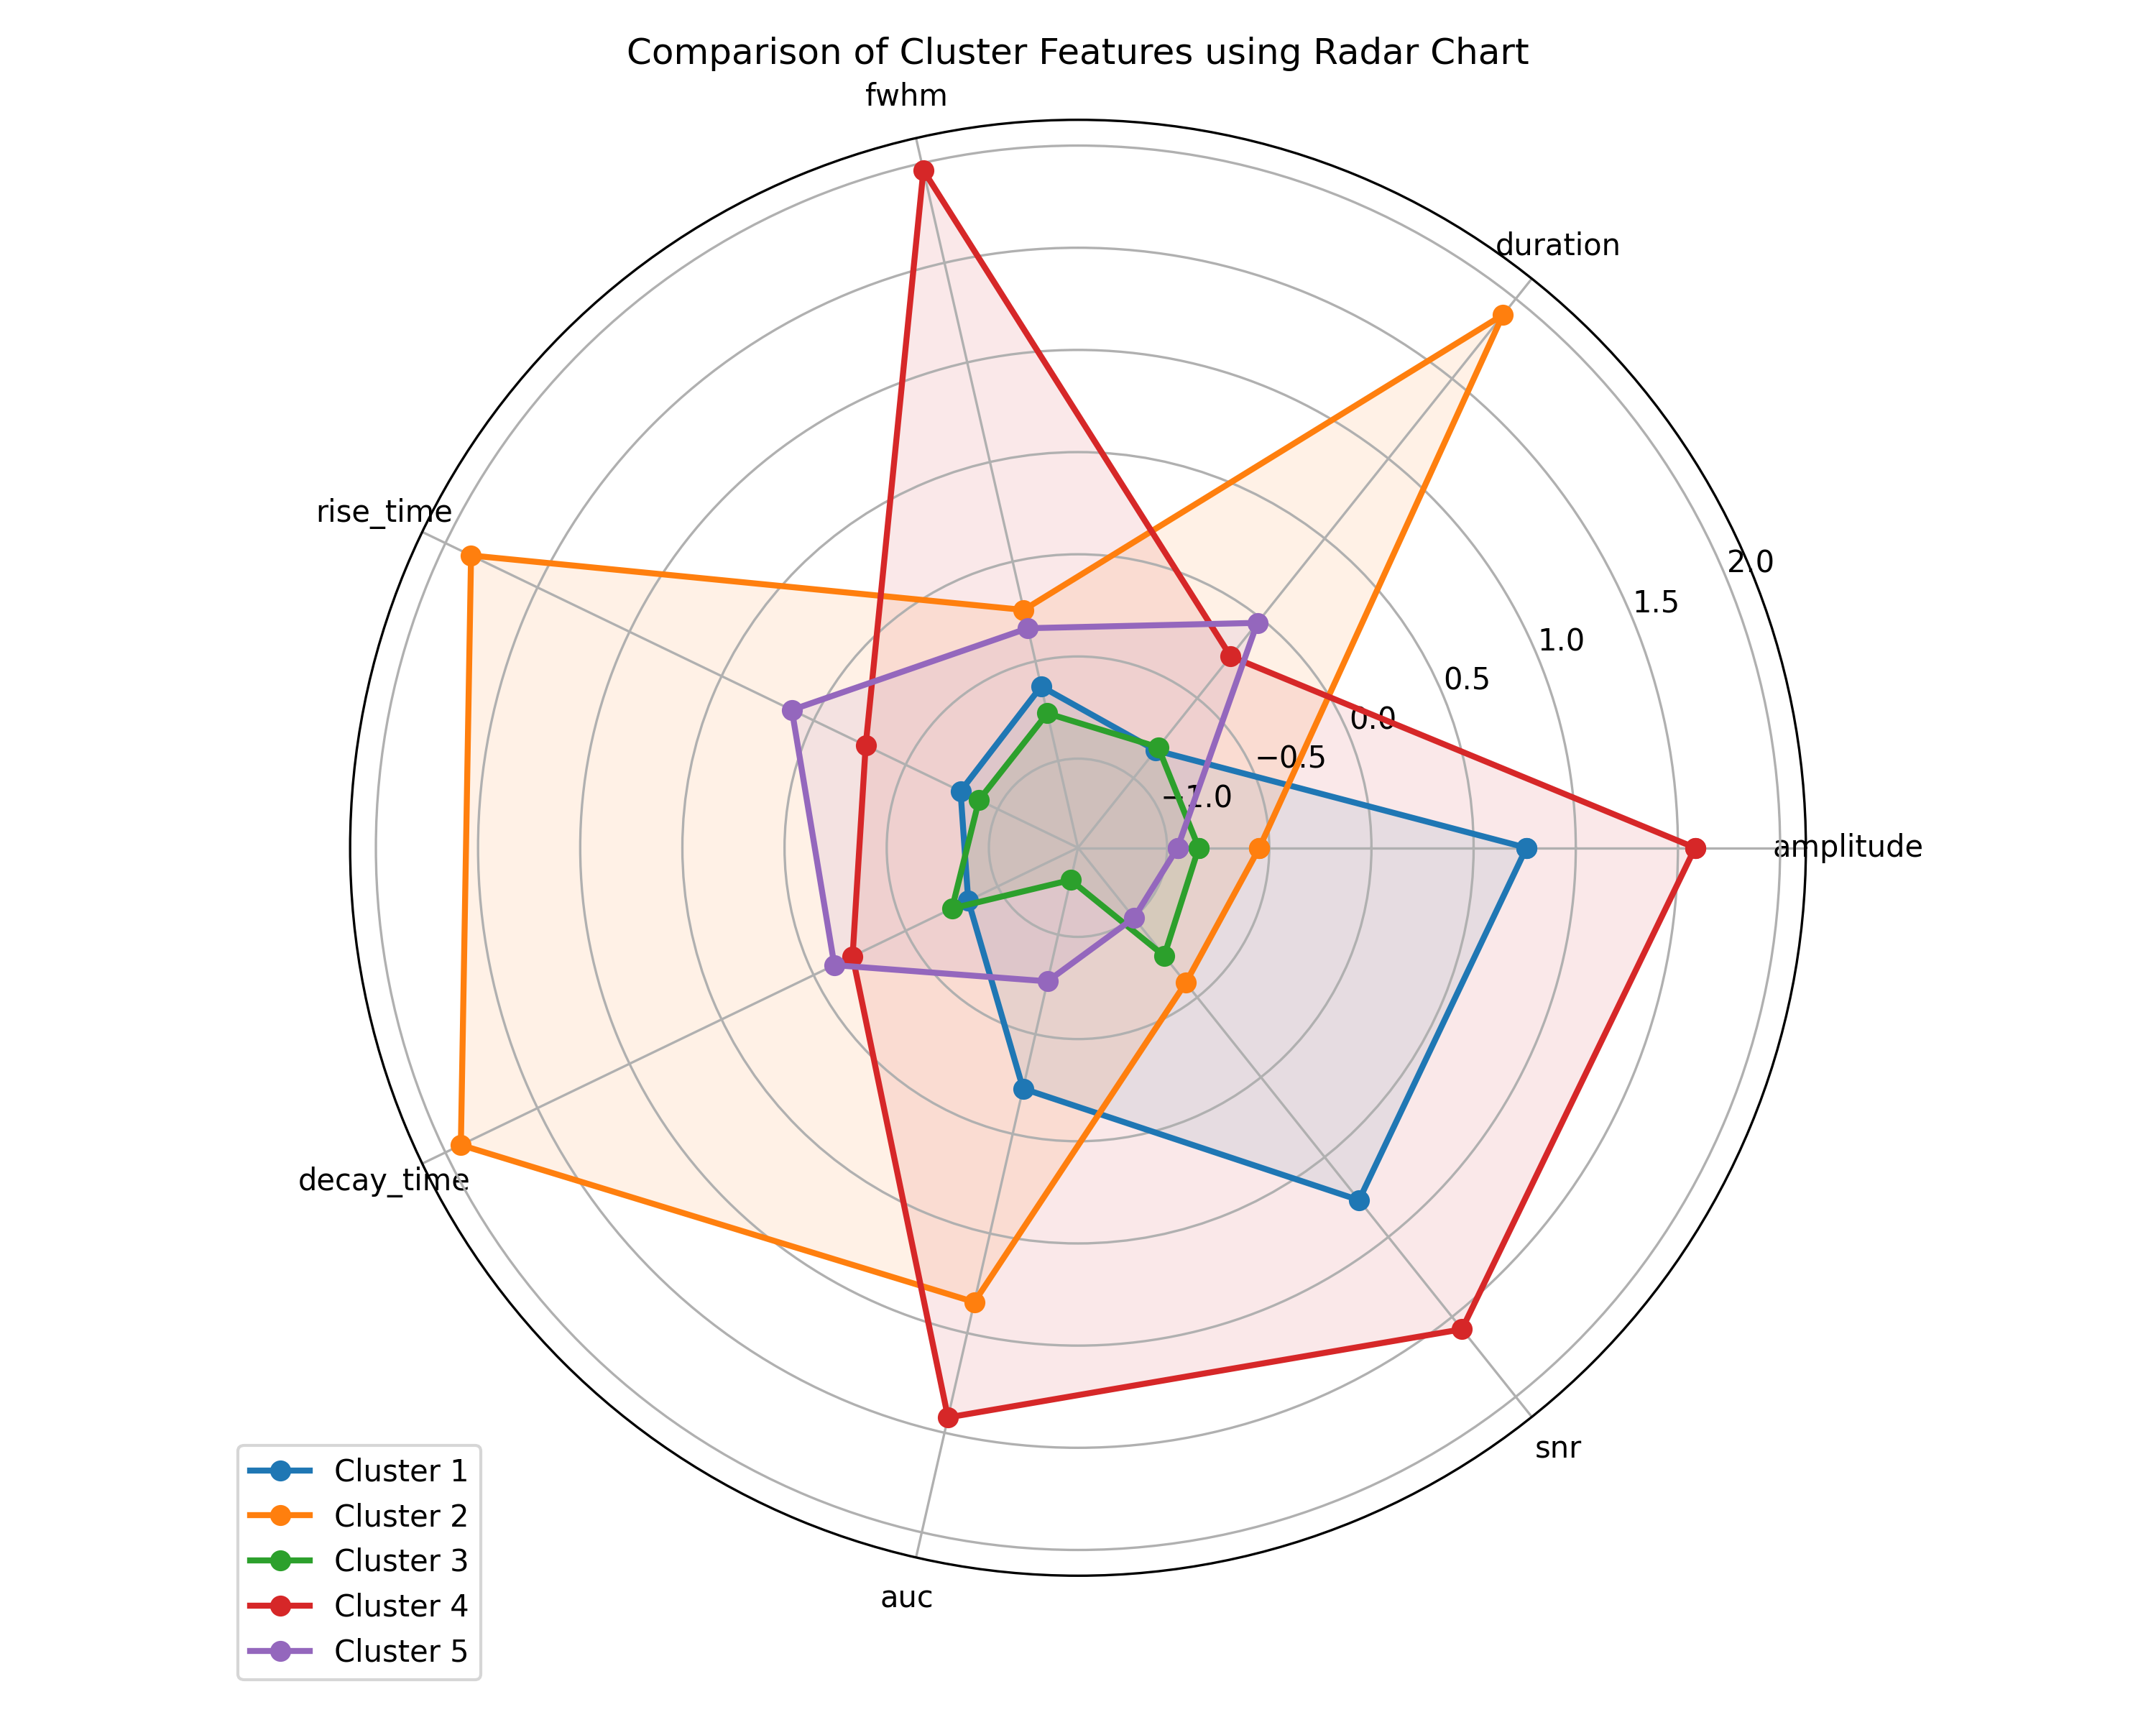 Comparison of Cluster Features using Radar Chart
fwhm
duration
rise_time
2.0
1.5
1.0
0.5
0.0
−0.5
−1.0
amplitude
decay_time
snr
auc
Cluster 1
Cluster 2
Cluster 3
Cluster 4
Cluster 5